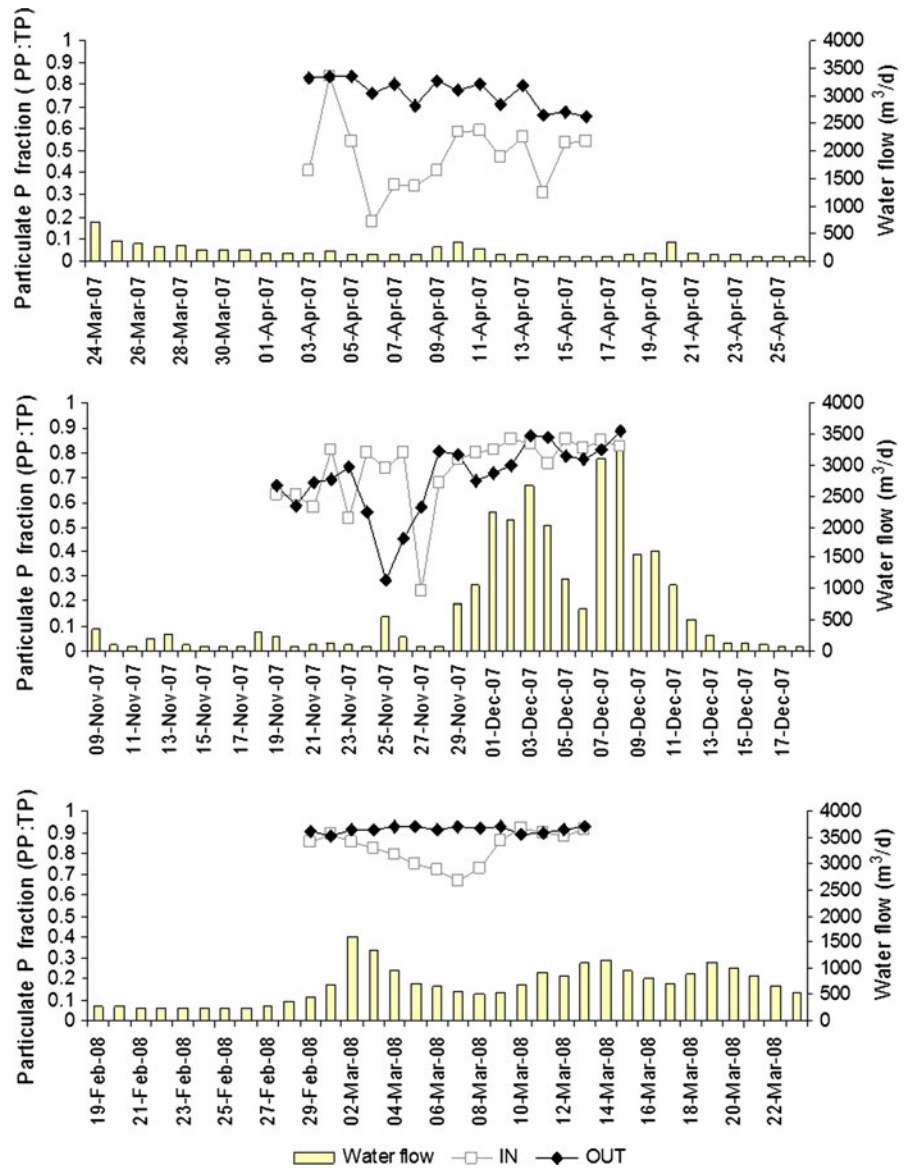 Particulate P fraction ( PP:TP)
1
0.9
0.8
0.7
0.6
0.5
0.4
0.3
0.2
0.1
0
4000
3500
3000
2500
2000
1500
1000
500
0
Water flow (m³/d)
24-Mar-07
26-Mar-07
28-Mar-07
30-Mar-07
01-Apr-07
03-Apr-07
05-Apr-07
07-Apr-07
09-Apr-07
11-Apr-07
13-Apr-07
15-Apr-07
17-Apr-07
19-Apr-07
21-Apr-07
23-Apr-07
25-Apr-07
Particulate P fraction (PP:TP)
1
0.9
0.8
0.7
0.6
0.5
0.4
0.3
0.2
0.1
0
4000
3500
3000
2500
2000
1500
1000
500
0
Water flow (m³/d)
09-Nov-07
11-Nov-07
13-Nov-07
15-Nov-07
17-Nov-07
19-Nov-07
21-Nov-07
23-Nov-07
25-Nov-07
27-Nov-07
29-Nov-07
01-Dec-07
03-Dec-07
05-Dec-07
07-Dec-07
09-Dec-07
11-Dec-07
13-Dec-07
15-Dec-07
17-Dec-07
Particulate P fraction (PP:TP)
1
0.9
0.8
0.7
0.6
0.5
0.4
0.3
0.2
0.1
0
4000
3500
3000
2500
2000
1500
1000
500
0
Water flow (m³/d)
19-Feb-08
21-Feb-08
23-Feb-08
25-Feb-08
27-Feb-08
29-Feb-08
02-Mar-08
04-Mar-08
06-Mar-08
08-Mar-08
10-Mar-08
12-Mar-08
14-Mar-08
16-Mar-08
18-Mar-08
20-Mar-08
22-Mar-08
Water flow
IN
OUT